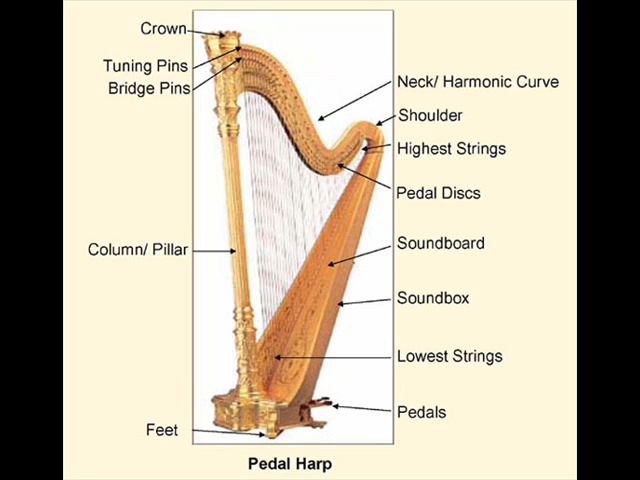 Crown
Tuning Pins
Bridge Pins
Neck/ Harmonic Curve
Shoulder
Highest Strings
Pedal Discs
Column/ Pillar
Soundboard
Soundbox
Lowest Strings
Pedals
Feet
Pedal Harp